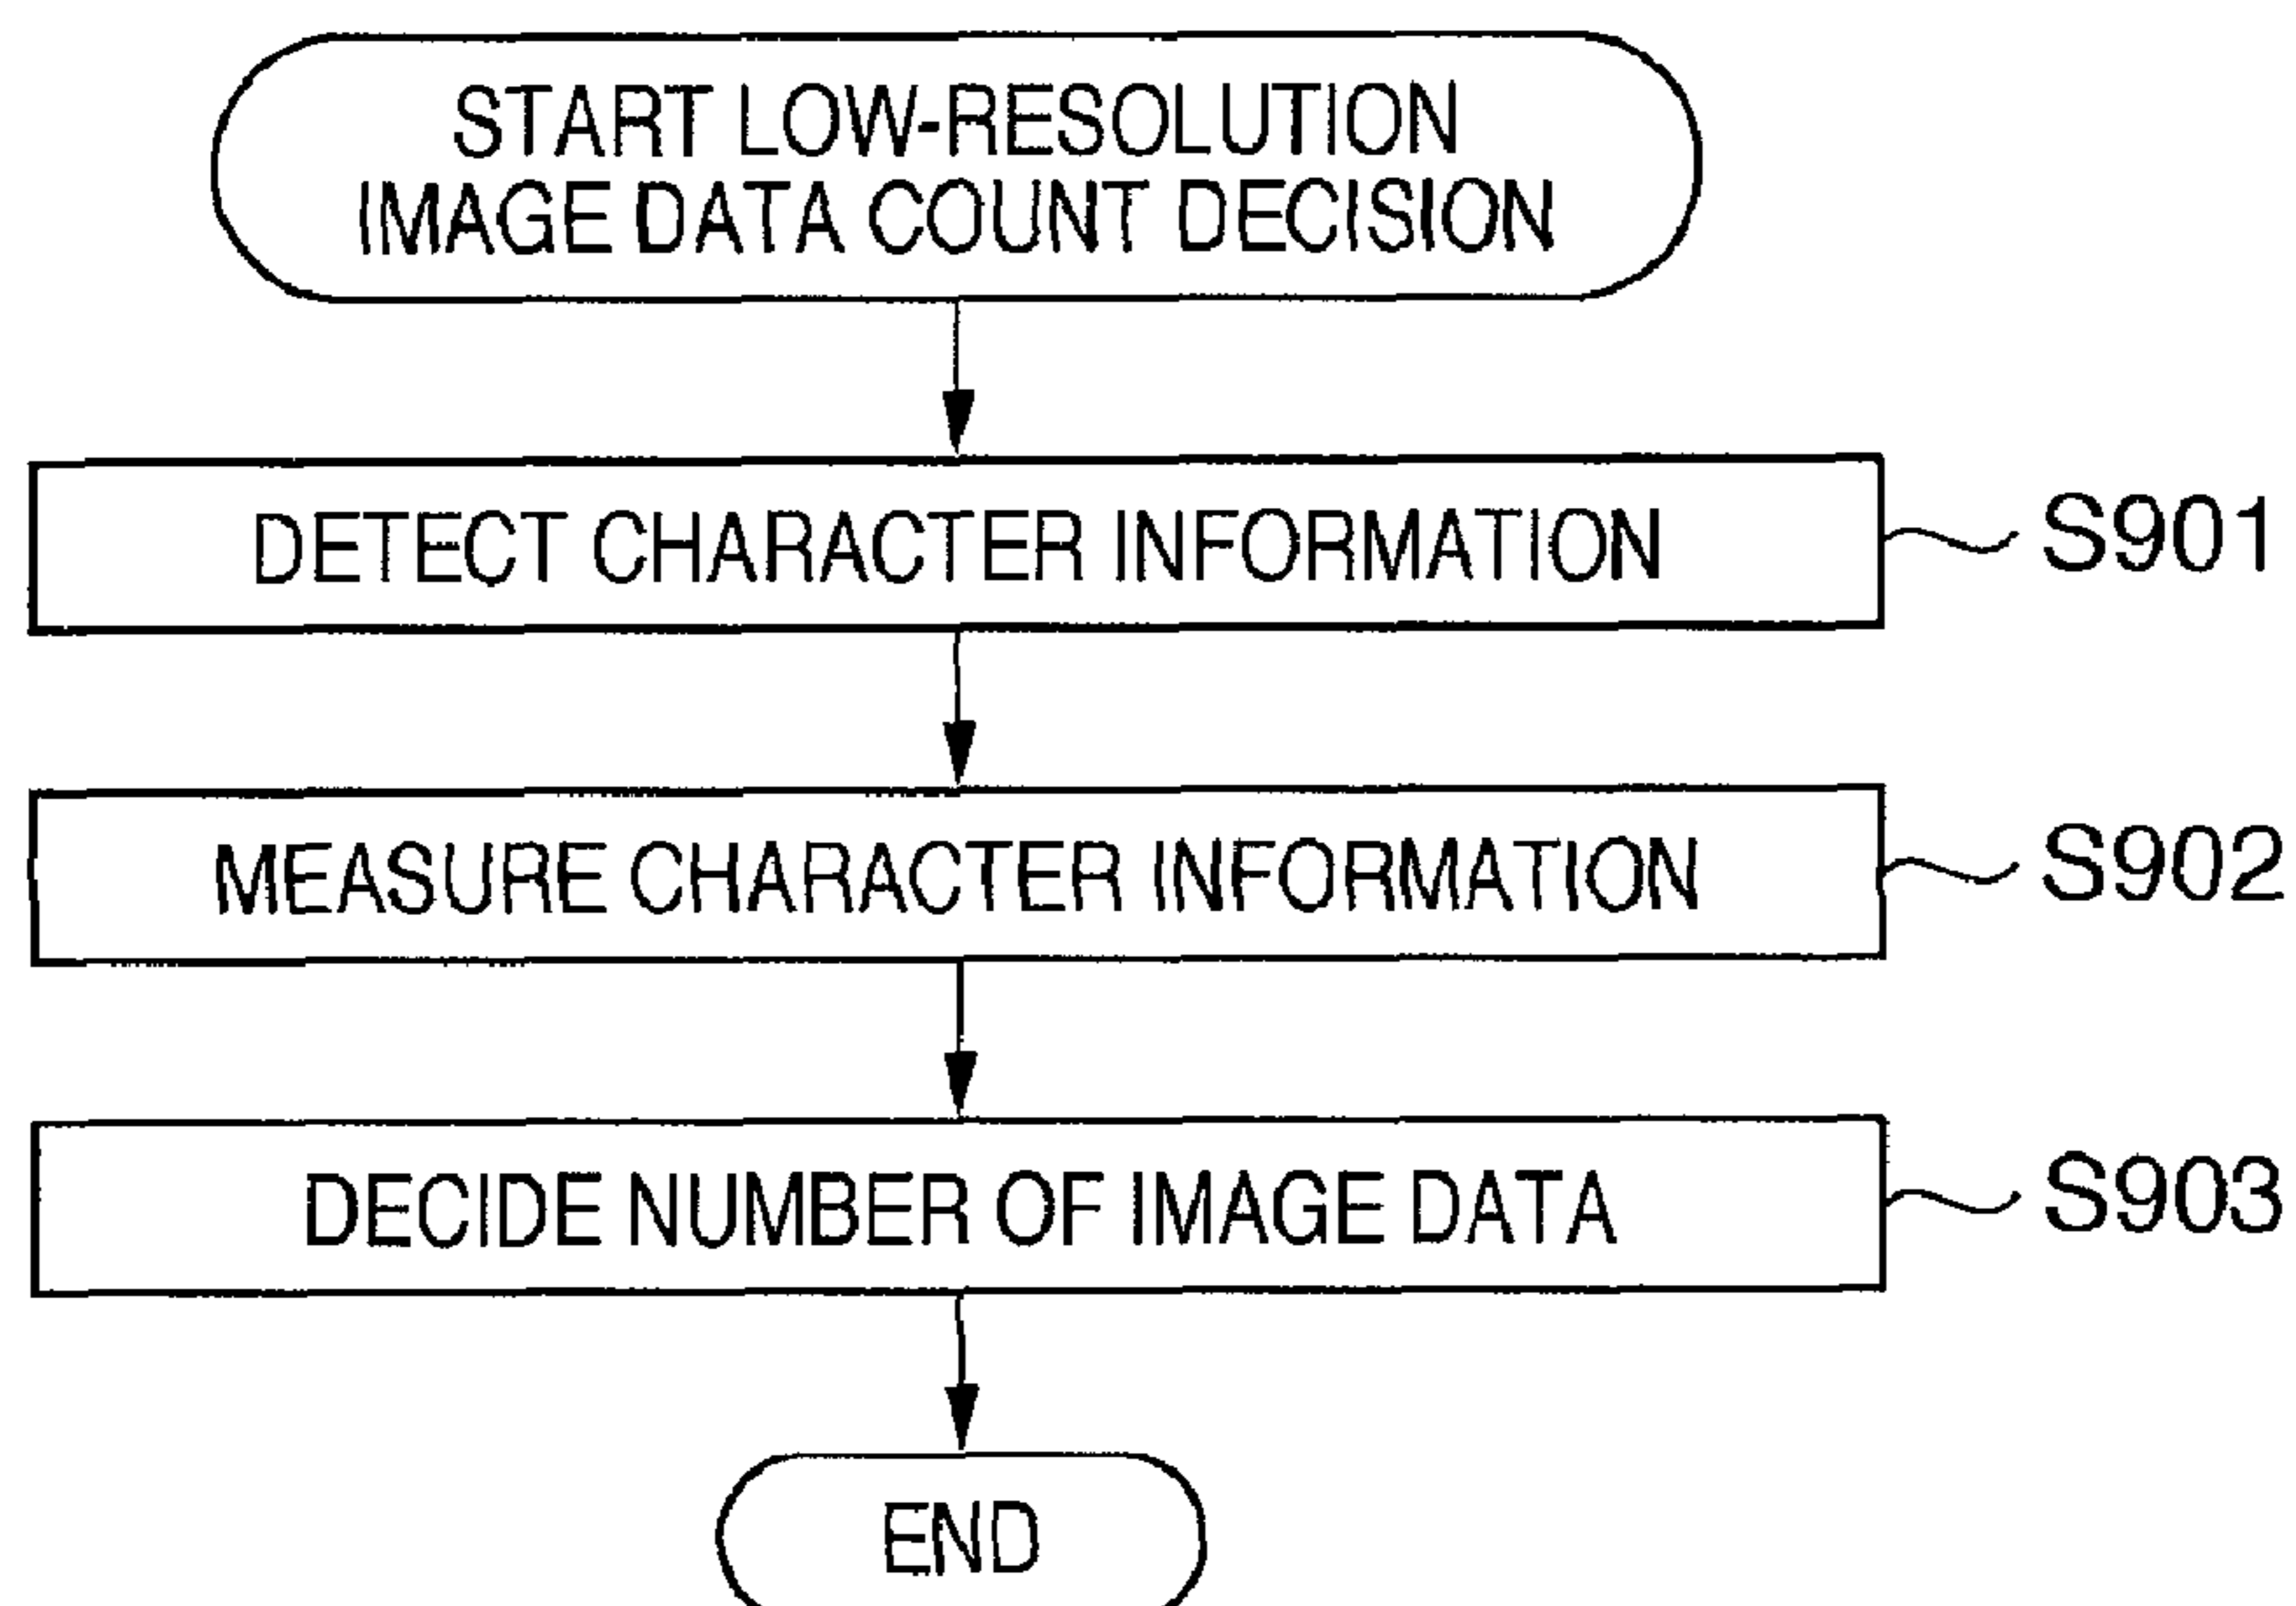 START LOW-RESOLUTION
IMAGE DATA COUNT DECISION
DETECT CHARACTER INFORMATION
S901
MEASURE CHARACTER INFORMATION
S902
DECIDE NUMBER OF IMAGE DATA
S903
END